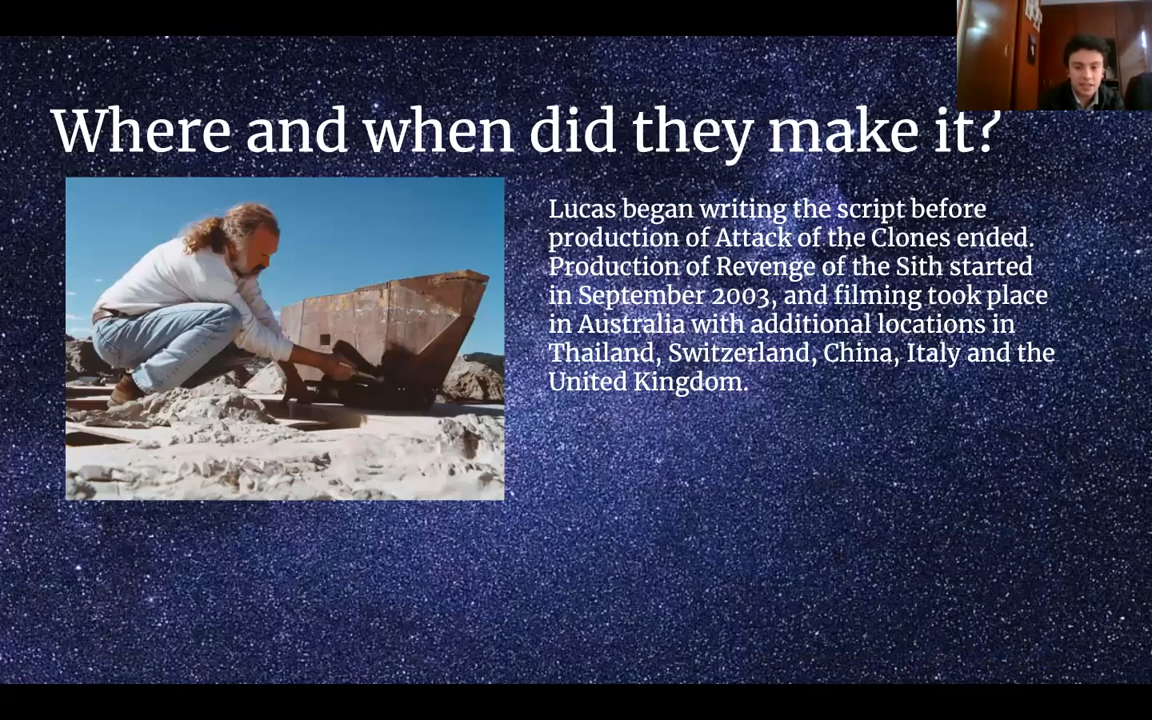 Where and when did they make it?
Lucas began writing the script before
production of Attack of the Clones ended.
Production of Revenge of the Sith started
in September 2003, and filming took place
in Australia with additional locations in
Thailand, Switzerland, China, Italy and the
United Kingdom.